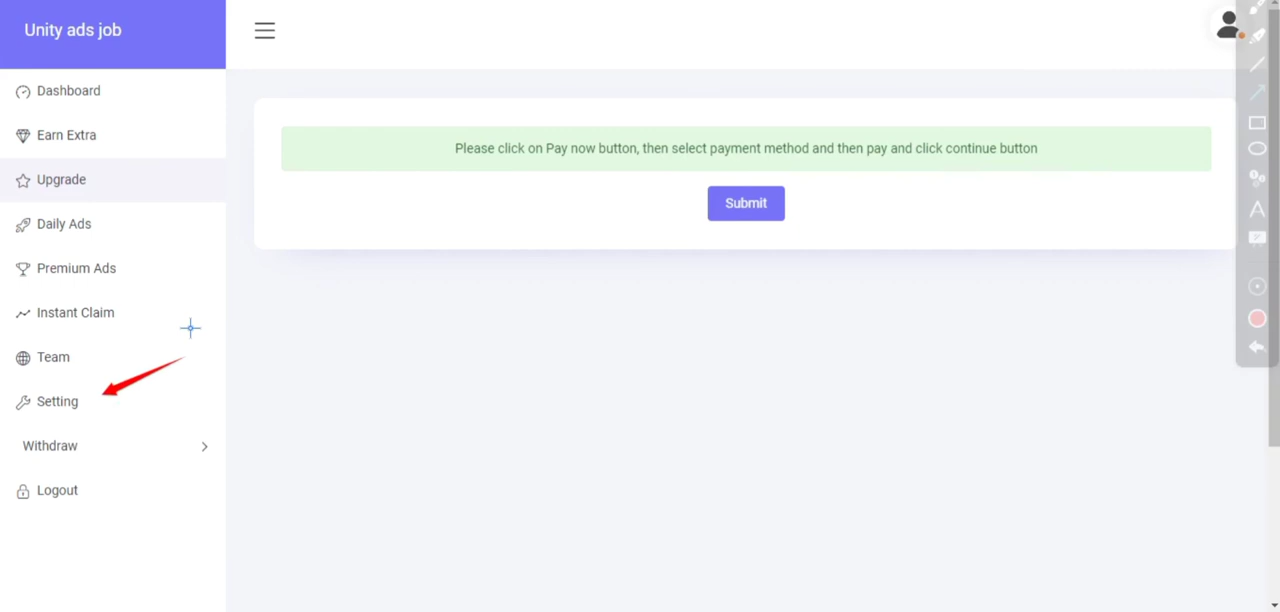 Unity ads job
Dashboard
Earn Extra
Upgrade
Daily Ads
Premium Ads
Instant Claim
Team
Setting
Withdraw
Logout
Please click on Pay now button, then select payment method and then pay and click continue button
Submit